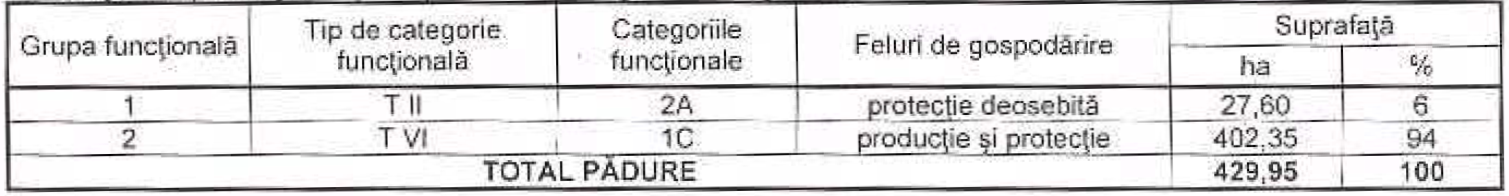 Grupa funcţională Tip de categorie funcţională Categoriile funcţionale Feluri de gospodărire Suprafaţă
ha %
1 T II 2A protecţie deosebită 27,60 6
2 T VI 1C producţie şi protecţie 402,35 94
TOTAL PĂDURE 429,95 100